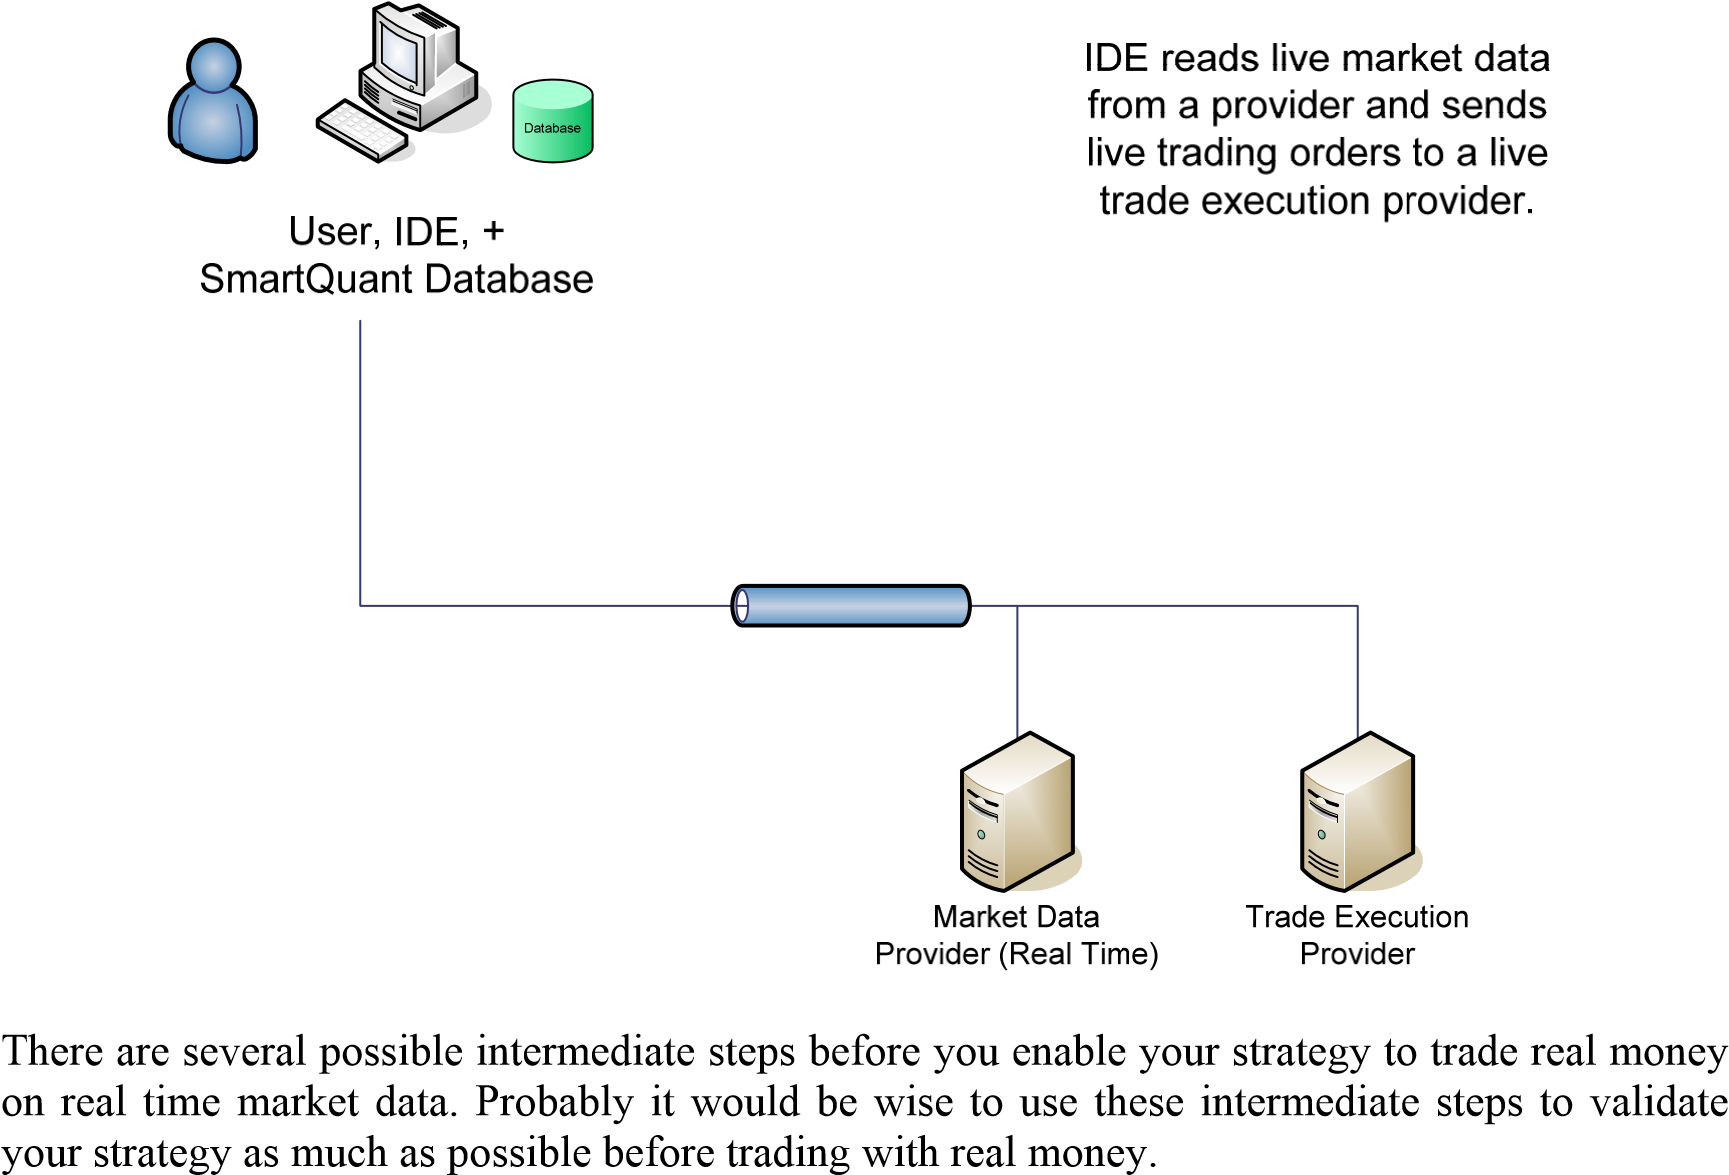 IDE reads live market data
from a provider and sends
live trading orders to a live
trade execution provider.
Database
User, IDE, +
SmartQuant Database
Market Data
Provider (Real Time)
Trade Execution
Provider
There are several possible intermediate steps before you enable your strategy to trade real money
on real time market data. Probably it would be wise to use these intermediate steps to validate
your strategy as much as possible before trading with real money.